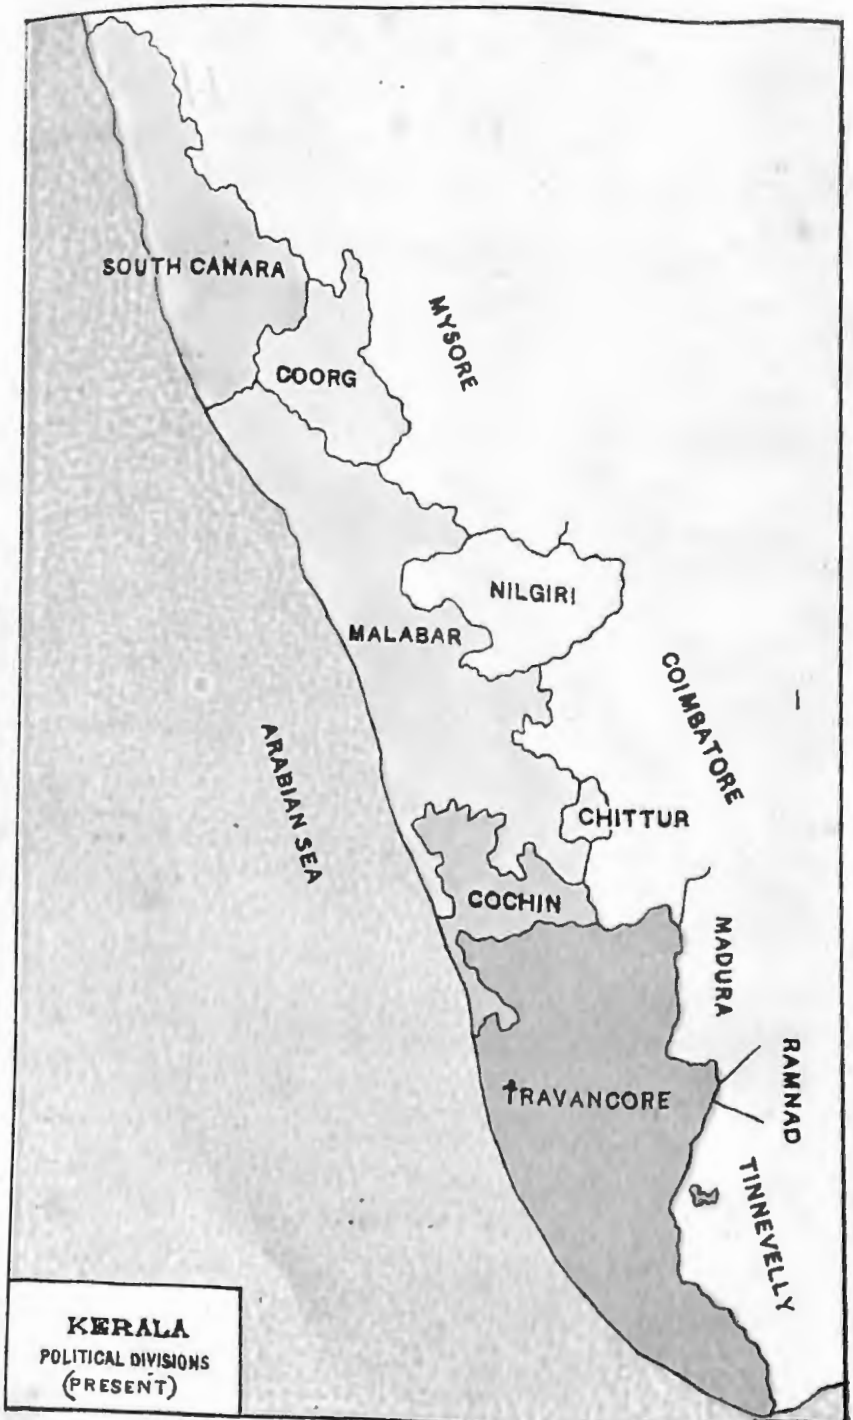 SOUTH CANARA
MYSORE
COORG
NILGIRI
MALABAR
COIMBATORE
ARABIAN SEA
CHITTUR
COCHIN
MADURA
RAMNAD
TRAVANCORE
TINNEVELLY
KERALA
POLITICAL DIVISIONS
(PRESENT)